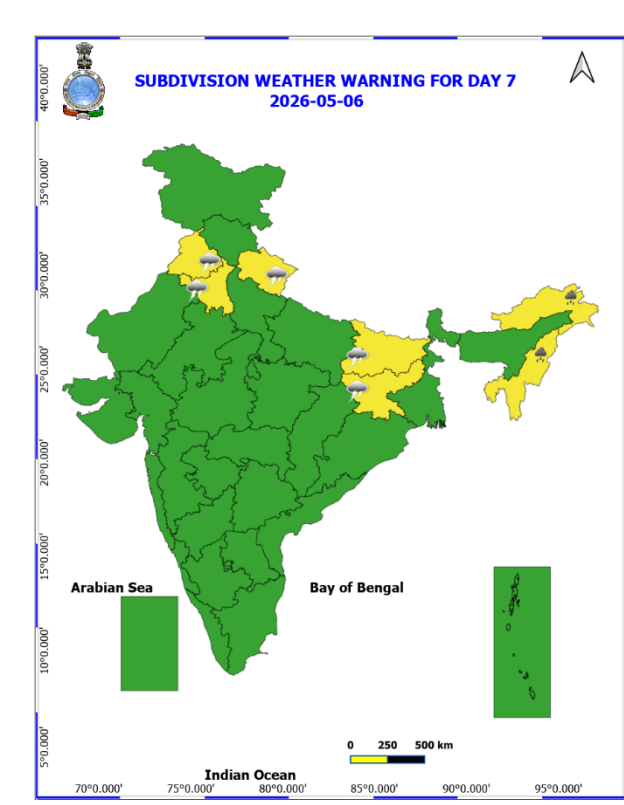 SUBDIVISION WEATHER WARNING FOR DAY 7
2026-05-06
40°0.000'
35°0.000'
30°0.000'
25°0.000'
20°0.000'
15°0.000'
10°0.000'
5°0.000'
Arabian Sea
Bay of Bengal
0 250 500 km
Indian Ocean
70°0.000' 75°0.000' 80°0.000' 85°0.000' 90°0.000' 95°0.000'